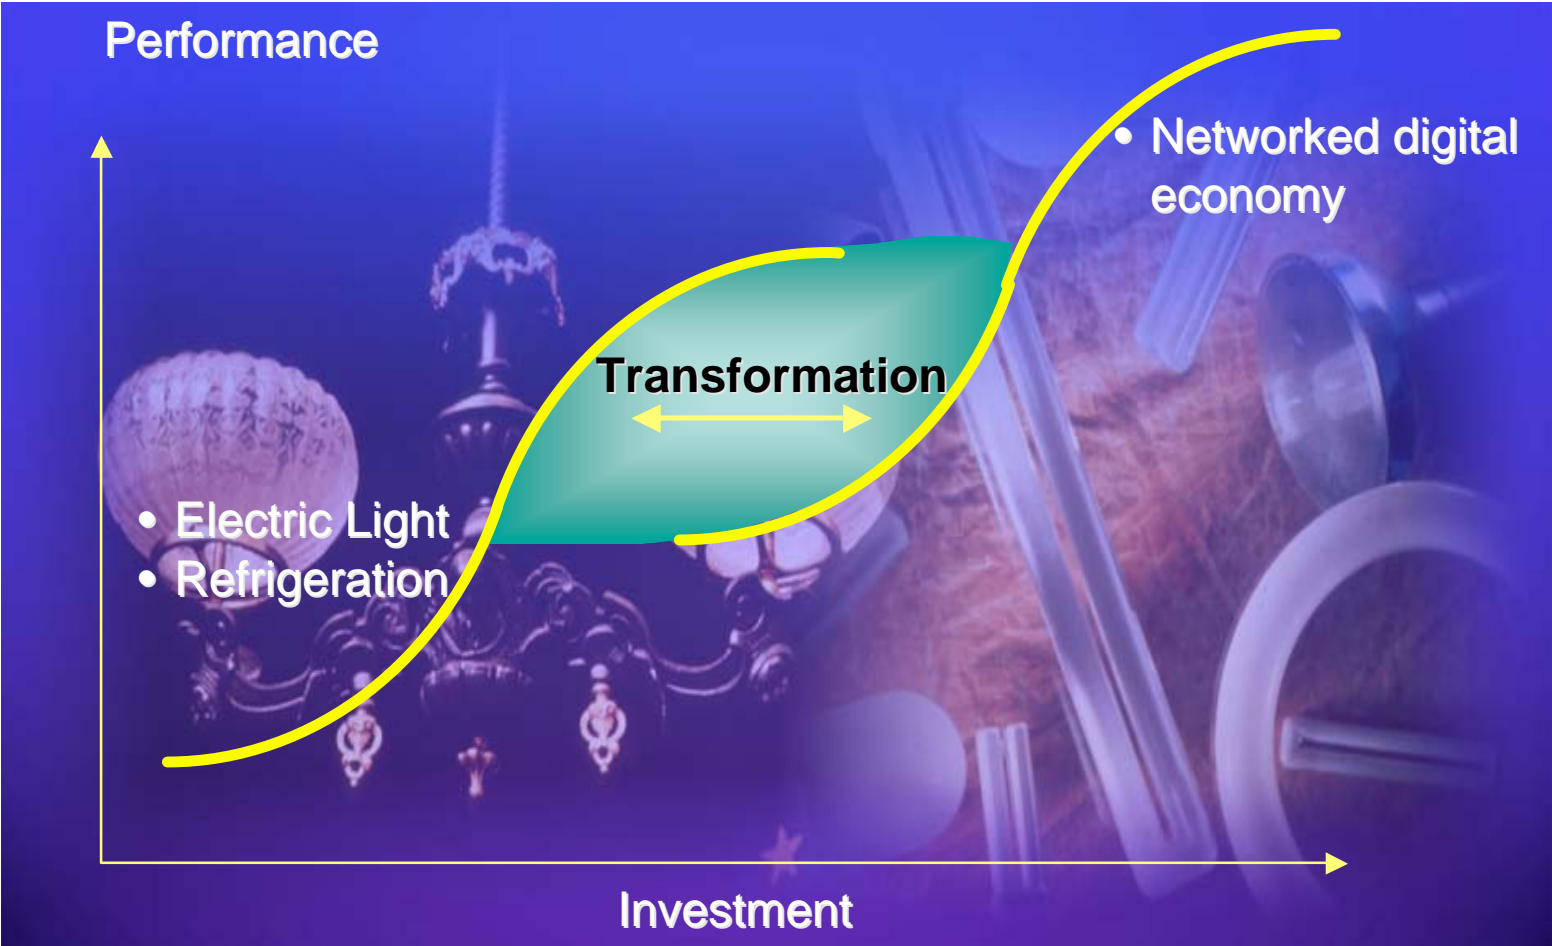 Performance
• Networked digital
economy
Transformation
• Electric Light
• Refrigeration
Investment